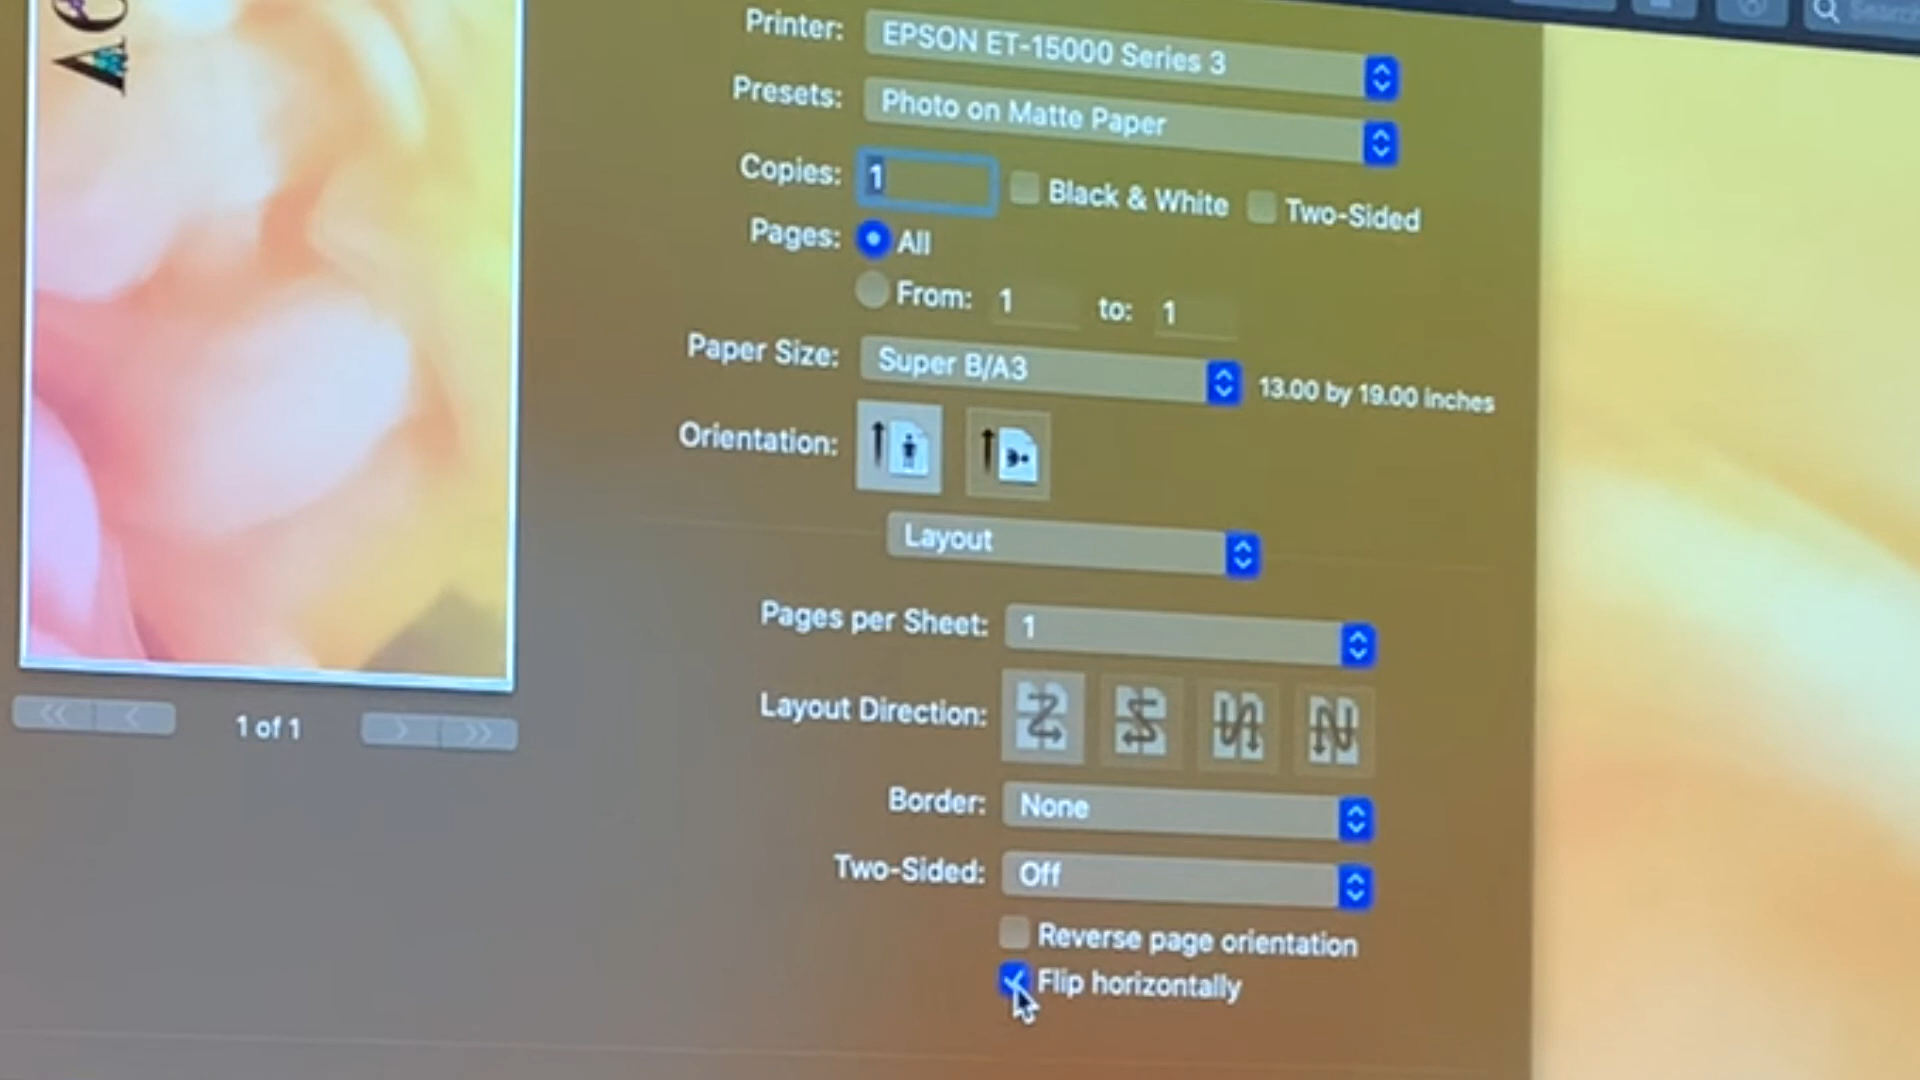 Printer: EPSON ET-15000 Series 3
Presets: Photo on Matte Paper
Copies: 1 Black & White Two-Sided
Pages: All
From: 1 to: 1
Paper Size: Super B/A3 13.00 by 19.00 inches
Orientation:
Layout
Pages per Sheet: 1
Layout Direction:
1 of 1
Border: None
Two-Sided: Off
Reverse page orientation
Flip horizontally